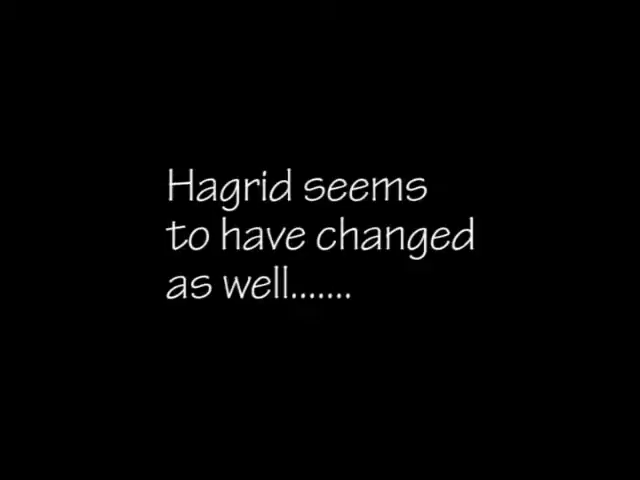 Hagrid seems
to have changed
as well.......